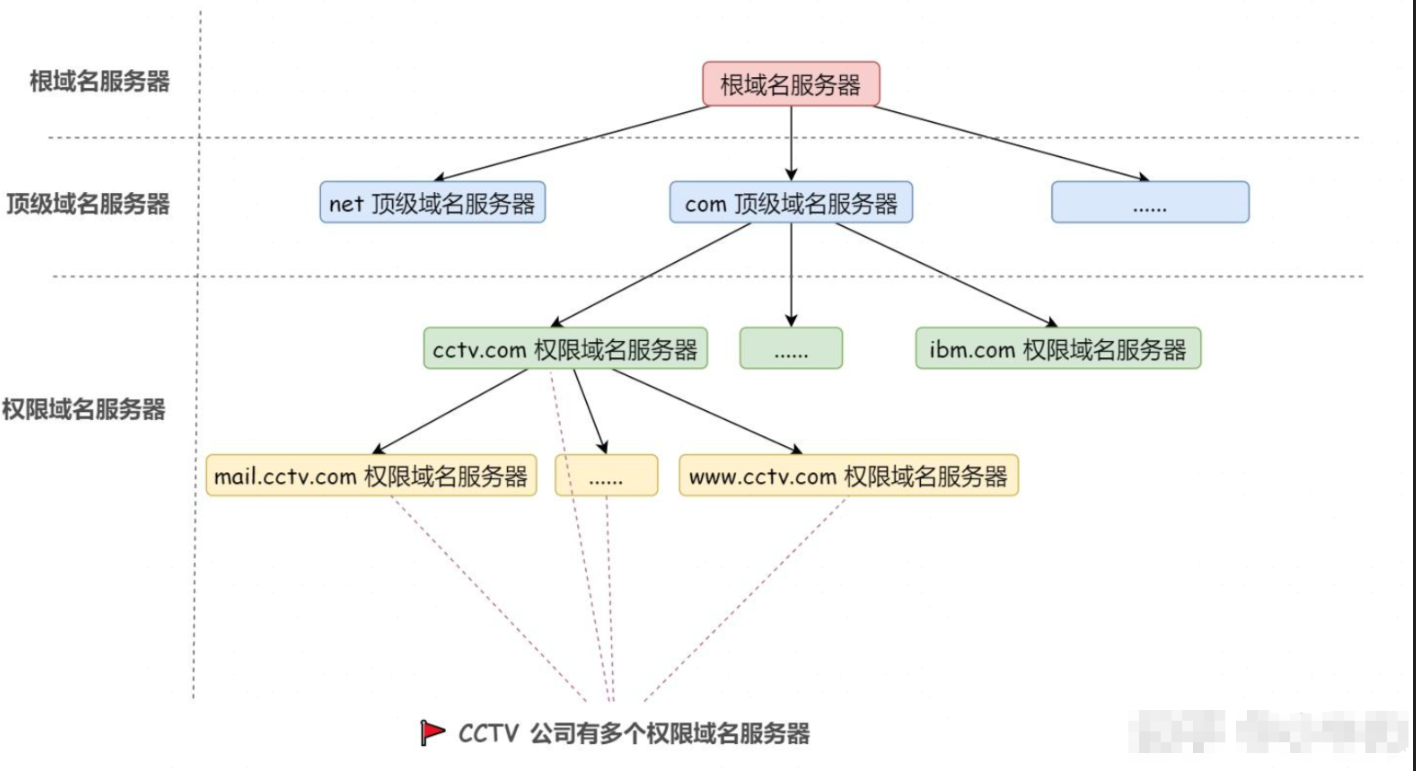 根域名服务器
根域名服务器
顶级域名服务器
net 顶级域名服务器
com 顶级域名服务器
......
cctv.com 权限域名服务器
......
ibm.com 权限域名服务器
权限域名服务器
mail.cctv.com 权限域名服务器
......
www.cctv.com 权限域名服务器
CCTV 公司有多个权限域名服务器